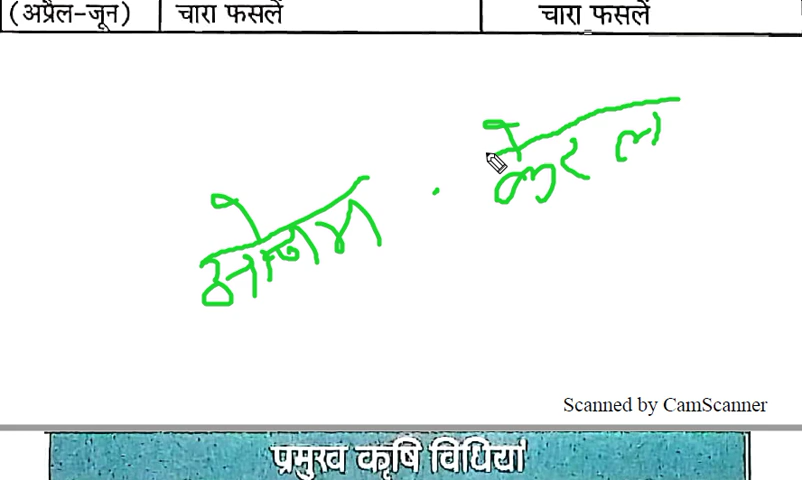 (अप्रैल-जून) चारा फसलें चारा फसलें
ओणम . केरल
Scanned by CamScanner
प्रमुख कृषि विधियां